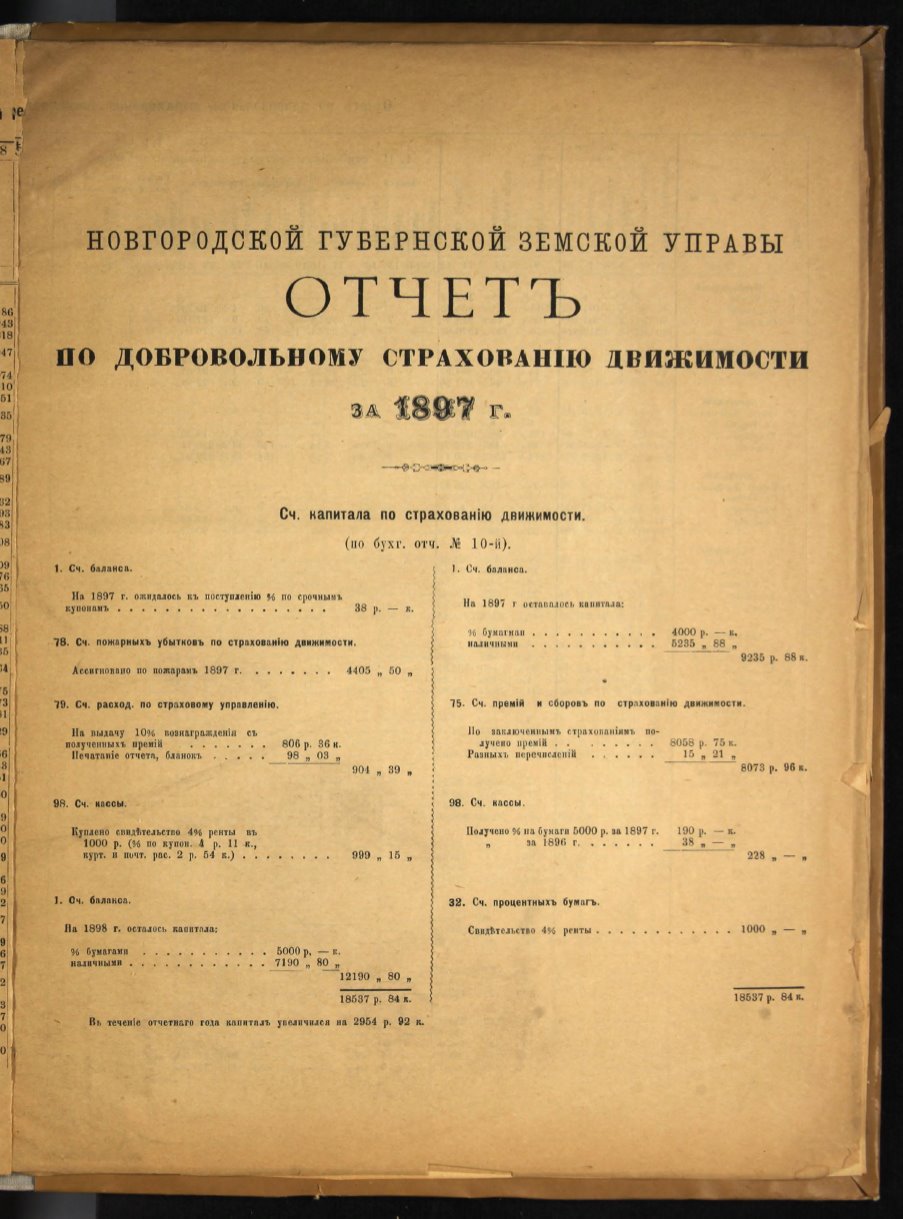 НОВГОРОДСКОЙ ГУБЕРНСКОЙ ЗЕМСКОЙ УПРАВЫ
ОТЧЕТЪ
ПО ДОБРОВОЛЬНОМУ СТРАХОВАНІЮ ДВИЖИМОСТИ
ЗА 1897 Г.
Сч. капитала по страхованію движимости.
(по бухг. отч. № 10-й).
1. Сч. баланса.
На 1897 г. ожидалось къ поступленію % по срочнымъ
купонамъ . . . . . . . . . . . . . . . . . 38 р. — к.
78. Сч. пожарныхъ убытковъ по страхованію движимости.
Ассигновано по пожарамъ 1897 г. . . . . . . . 4405 „ 50 „
79. Сч. расход. по страховому управленію.
На выдачу 10% вознагражденія съ
полученныхъ премій . . . . . . . 806 р. 36 к.
Печатаніе отчета, бланокъ . . . . . 98 „ 03 „
904 „ 39 „
98. Сч. кассы.
Куплено свидѣтельство 4% ренты въ
1000 р. (% по купон. 4 р. 11 к.,
курт. и почт. рас. 2 р. 54 к.) . . . . . . . . 999 „ 15 „
1. Сч. баланса.
На 1898 г. осталось капитала:
% бумагами . . . . . . . . . . . 5000 р. — к.
наличными . . . . . . . . . . . . 7190 „ 80 „
12190 „ 80 „
18537 р. 84 к.
Въ теченіе отчетнаго года капиталъ увеличился на 2954 р. 92 к.
1. Сч. баланса.
На 1897 г оставалось капитала:
% бумагами . . . . . . . . . . . 4000 р. — к.
наличными . . . . . . . . . . . 5235 „ 88 „
9235 р. 88 к.
75. Сч. премій и сборовъ по страхованію движимости.
По заключеннымъ страхованіямъ по-
лучено премій . . . . . . . . . 8058 р. 75 к.
Разныхъ перечисленій . . . . . . 15 „ 21 „
8073 р. 96 к.
98. Сч. кассы.
Получено % на бумаги 5000 р. за 1897 г. 190 р. — к.
„ за 1896 г. . . . . . . 38 „ — „
228 „ — „
32. Сч. процентныхъ бумагъ.
Свидѣтельство 4% ренты . . . . . . . . . . . . 1000 „ — „
18537 р. 84 к.